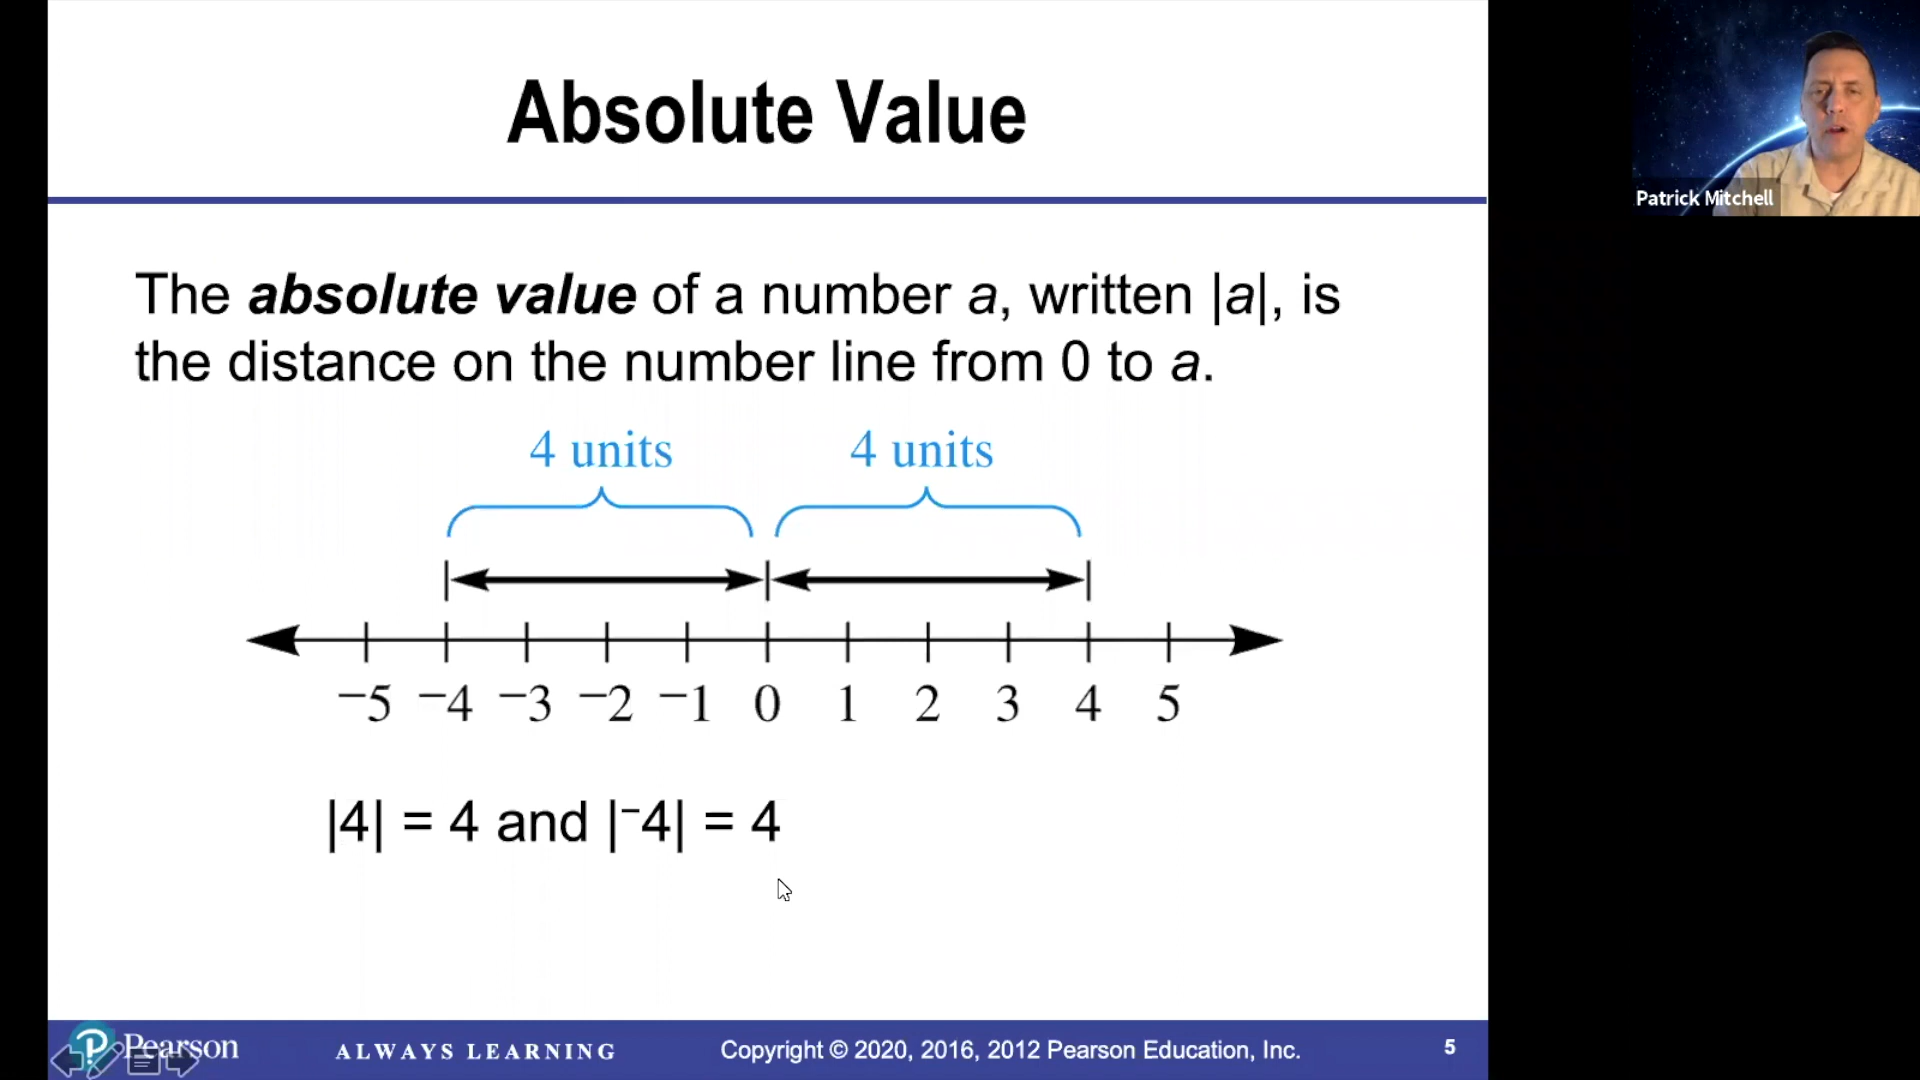 Absolute Value
Patrick Mitchell
The absolute value of a number a, written |a|, is
the distance on the number line from 0 to a.
4 units 4 units
−5 −4 −3 −2 −1 0 1 2 3 4 5
|4| = 4 and |⁻4| = 4
Pearson ALWAYS LEARNING Copyright © 2020, 2016, 2012 Pearson Education, Inc. 5